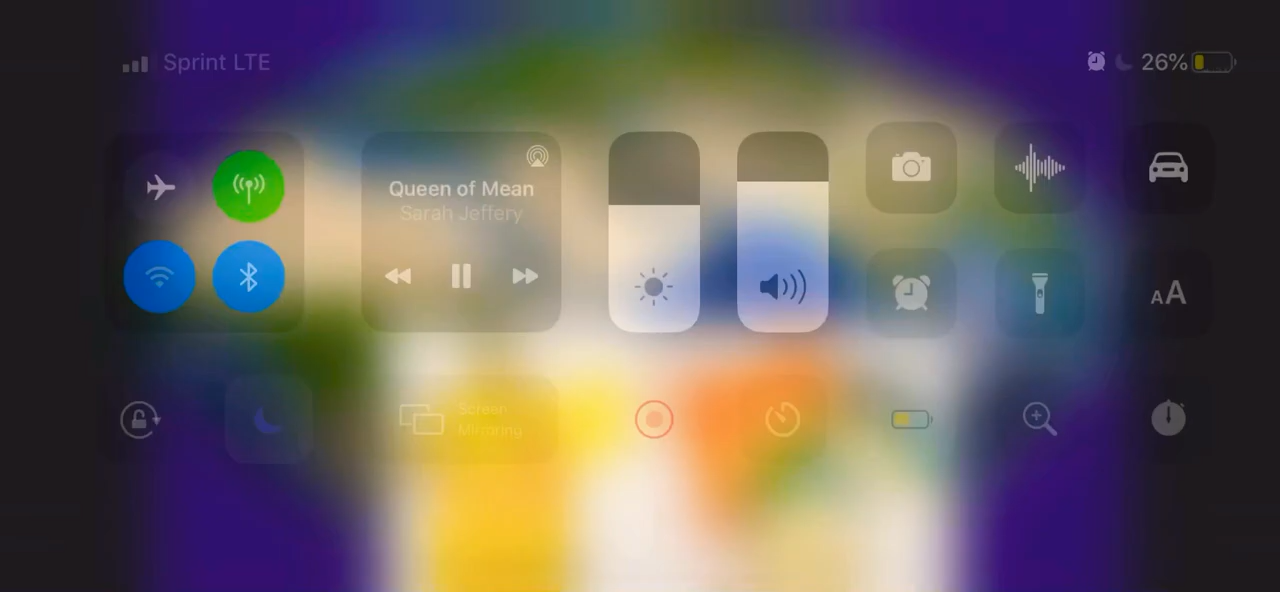 Sprint LTE
26%
Queen of Mean
Sarah Jeffery
AA
Screen
Mirroring